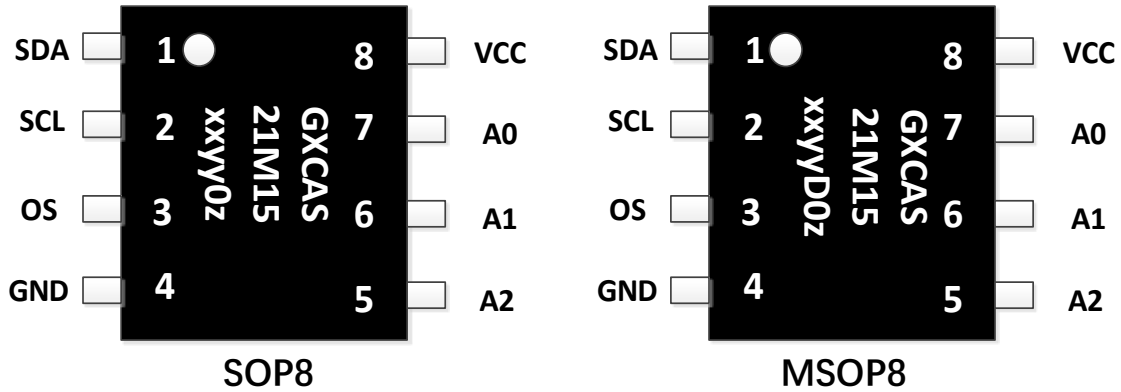 SDA 1 8 VCC
SCL 2 7 A0
OS 3 6 A1
GND 4 5 A2
GXCAS
21M15
xxyy0z
SOP8
SDA 1 8 VCC
SCL 2 7 A0
OS 3 6 A1
GND 4 5 A2
GXCAS
21M15
xxyyD0z
MSOP8